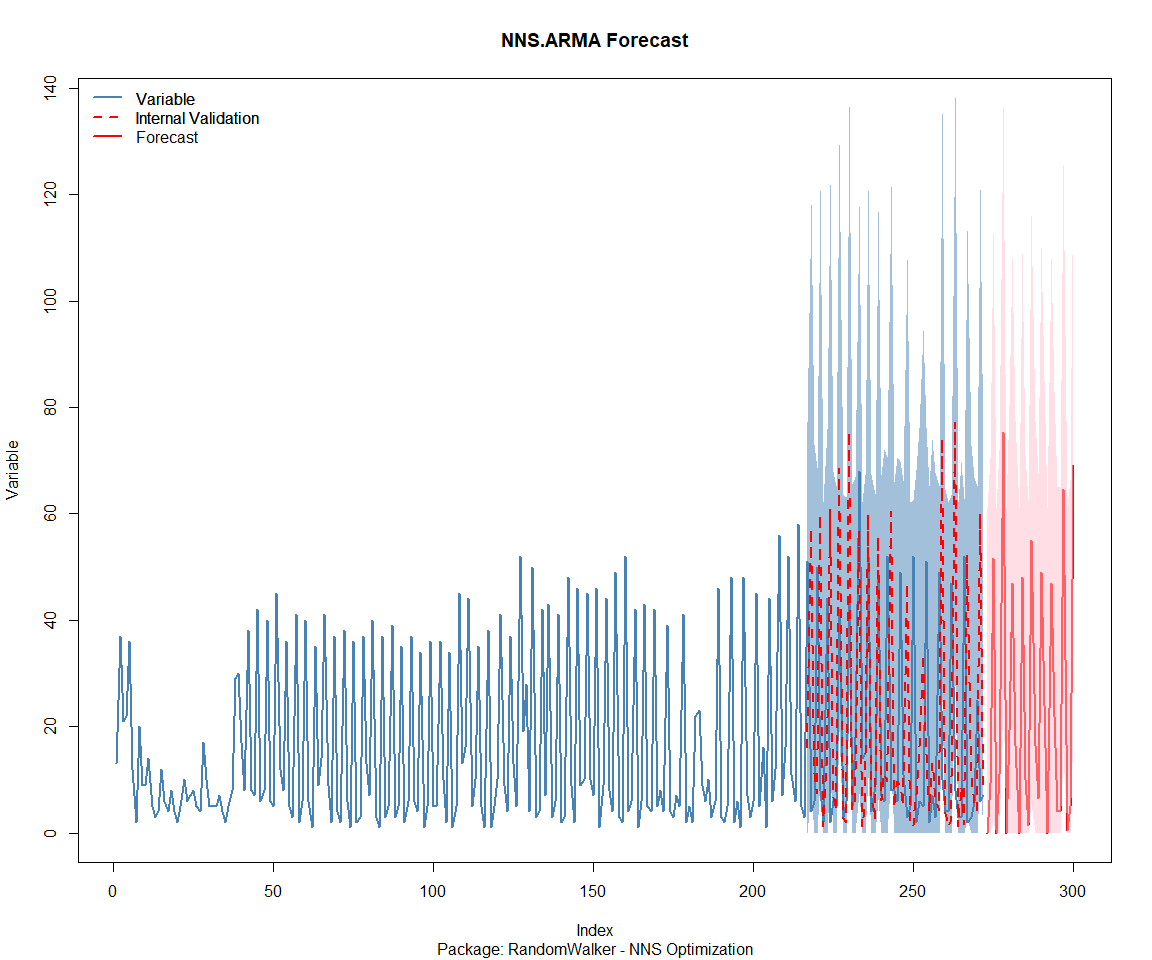 NNS.ARMA Forecast
Variable
Internal Validation
Forecast
Variable
140
120
100
80
60
40
20
0
0 50 100 150 200 250 300
Index
Package: RandomWalker - NNS Optimization